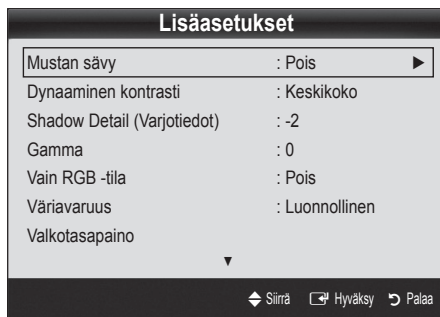 Lisäasetukset
Mustan sävy : Pois ►
Dynaaminen kontrasti : Keskikoko
Shadow Detail (Varjotiedot) : -2
Gamma : 0
Vain RGB -tila : Pois
Väriavaruus : Luonnollinen
Valkotasapaino
▼
Siirrä Hyväksy Palaa